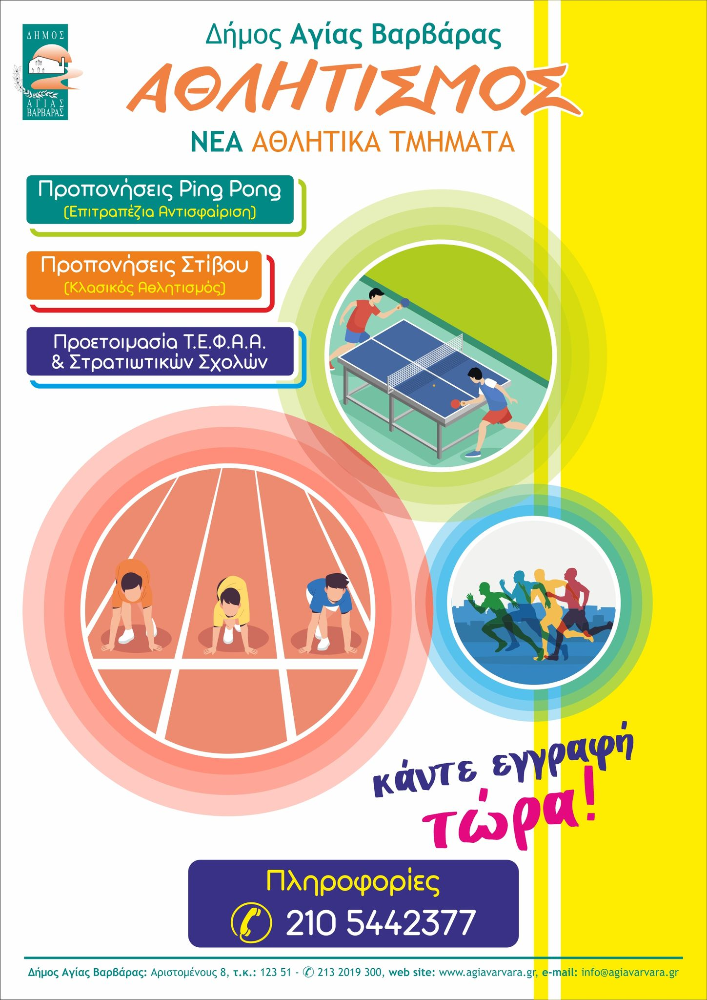 ΔΗΜΟΣ
ΑΓΙΑΣ
ΒΑΡΒΑΡΑΣ
Δήμος Αγίας Βαρβάρας
ΑΘΛΗΤΙΣΜΟΣ
ΝΕΑ ΑΘΛΗΤΙΚΑ ΤΜΗΜΑΤΑ
Προπονήσεις Ping Pong
(Επιτραπέζια Αντισφαίριση)
Προπονήσεις Στίβου
(Κλασικός Αθλητισμός)
Προετοιμασία Τ.Ε.Φ.Α.Α.
& Στρατιωτικών Σχολών
κάντε εγγραφή
τώρα!
Πληροφορίες
210 5442377
Δήμος Αγίας Βαρβάρας: Αριστομένους 8, τ.κ.: 123 51 - ✆ 213 2019 300, web site: www.agiavarvara.gr, e-mail: info@agiavarvara.gr